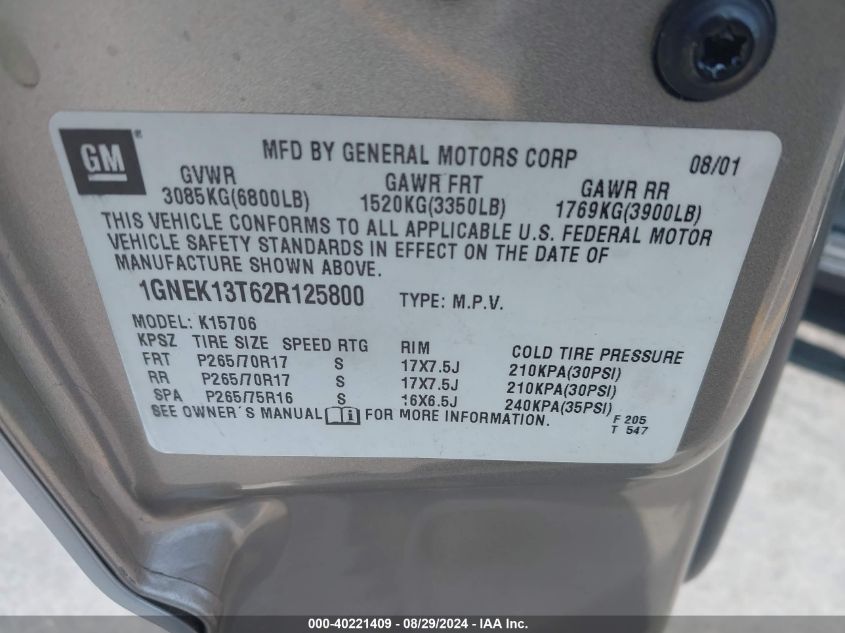 GM ®
MFD BY GENERAL MOTORS CORP 08/01
GVWR GAWR FRT GAWR RR
3085KG(6800LB) 1520KG(3350LB) 1769KG(3900LB)
THIS VEHICLE CONFORMS TO ALL APPLICABLE U.S. FEDERAL MOTOR
VEHICLE SAFETY STANDARDS IN EFFECT ON THE DATE OF
MANUFACTURE SHOWN ABOVE.
1GNEK13T62R125800 TYPE: M.P.V.
MODEL: K15706
KPSZ TIRE SIZE SPEED RTG RIM COLD TIRE PRESSURE
FRT P265/70R17 S 17X7.5J 210KPA(30PSI)
RR P265/70R17 S 17X7.5J 210KPA(30PSI)
SPA P265/75R16 S 16X6.5J 240KPA(35PSI)
SEE OWNER'S MANUAL i FOR MORE INFORMATION.
F 205
T 547
000-40221409 - 08/29/2024 - IAA Inc.